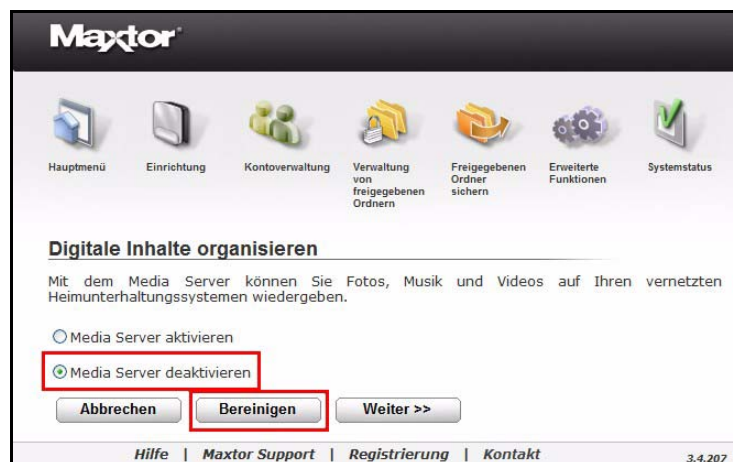 Maxtor
Hauptmenü
Einrichtung
Kontoverwaltung
Verwaltung
von
freigegebenen
Ordnern
Freigegebenen
Ordner
sichern
Erweiterte
Funktionen
Systemstatus
Digitale Inhalte organisieren
Mit dem Media Server können Sie Fotos, Musik und Videos auf Ihren vernetzten
Heimunterhaltungssystemen wiedergeben.
Media Server aktivieren
Media Server deaktivieren
Abbrechen Bereinigen Weiter >>
Hilfe | Maxtor Support | Registrierung | Kontakt 3.4.207